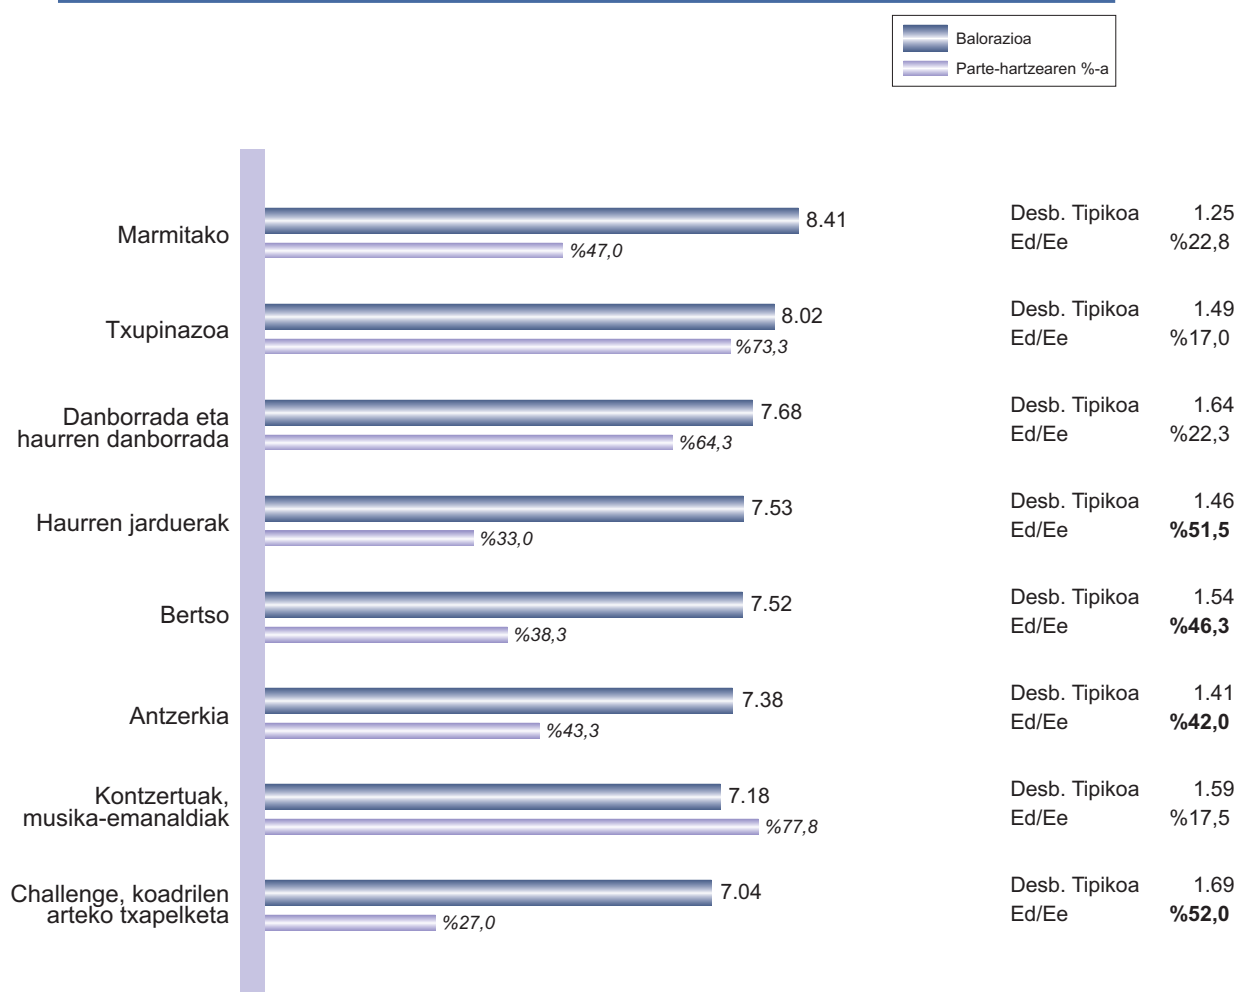 Balorazioa
Parte-hartzearen %-a
Marmitako
8.41
%47,0
Desb. Tipikoa 1.25
Ed/Ee %22,8
Txupinazoa
8.02
%73,3
Desb. Tipikoa 1.49
Ed/Ee %17,0
Danborrada eta
haurren danborrada
7.68
%64,3
Desb. Tipikoa 1.64
Ed/Ee %22,3
Haurren jarduerak
7.53
%33,0
Desb. Tipikoa 1.46
Ed/Ee %51,5
Bertso
7.52
%38,3
Desb. Tipikoa 1.54
Ed/Ee %46,3
Antzerkia
7.38
%43,3
Desb. Tipikoa 1.41
Ed/Ee %42,0
Kontzertuak,
musika-emanaldiak
7.18
%77,8
Desb. Tipikoa 1.59
Ed/Ee %17,5
Challenge, koadrilen
arteko txapelketa
7.04
%27,0
Desb. Tipikoa 1.69
Ed/Ee %52,0